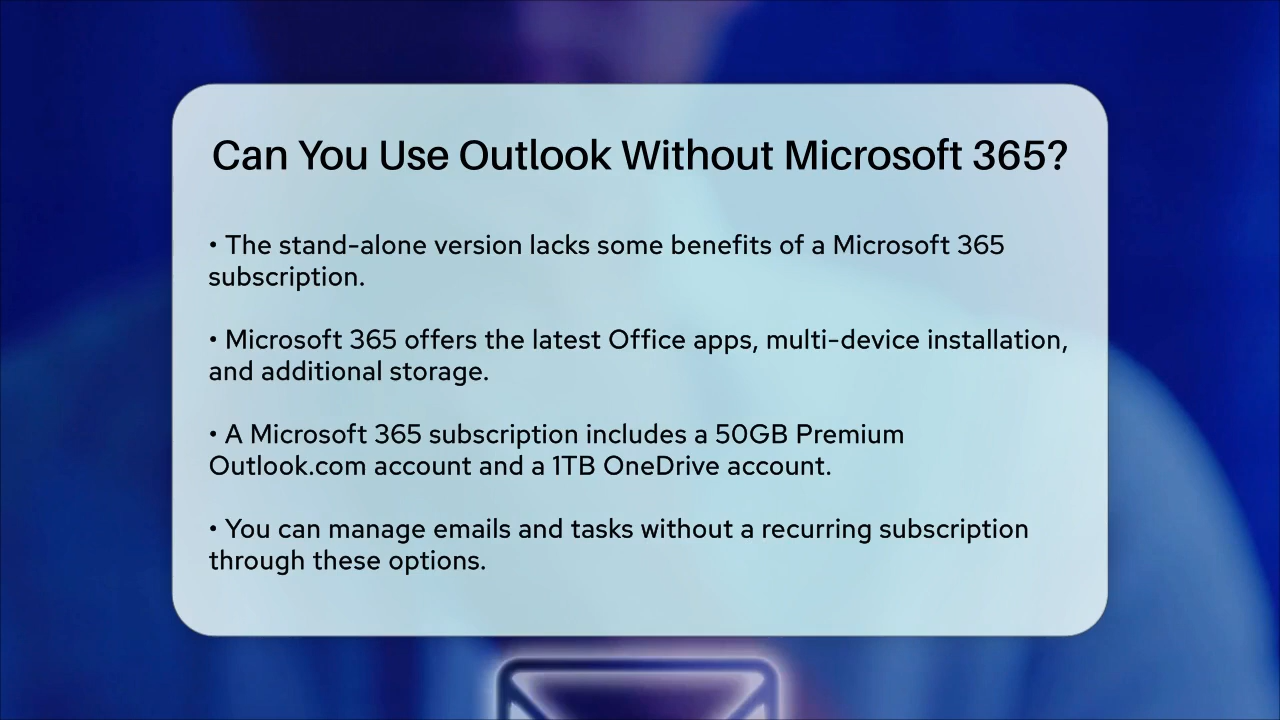 Can You Use Outlook Without Microsoft 365?
• The stand-alone version lacks some benefits of a Microsoft 365
subscription.
• Microsoft 365 offers the latest Office apps, multi-device installation,
and additional storage.
• A Microsoft 365 subscription includes a 50GB Premium
Outlook.com account and a 1TB OneDrive account.
• You can manage emails and tasks without a recurring subscription
through these options.